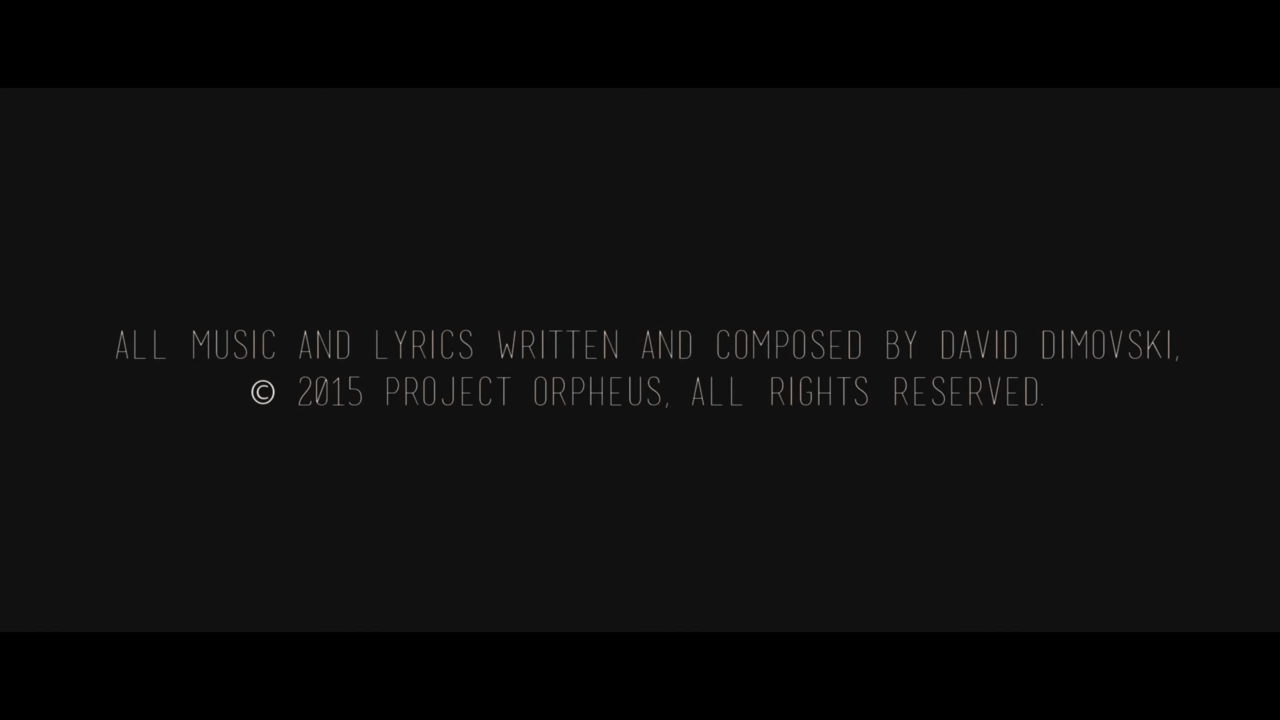 ALL MUSIC AND LYRICS WRITTEN AND COMPOSED BY DAVID DIMOVSKI,
© 2015 PROJECT ORPHEUS, ALL RIGHTS RESERVED.